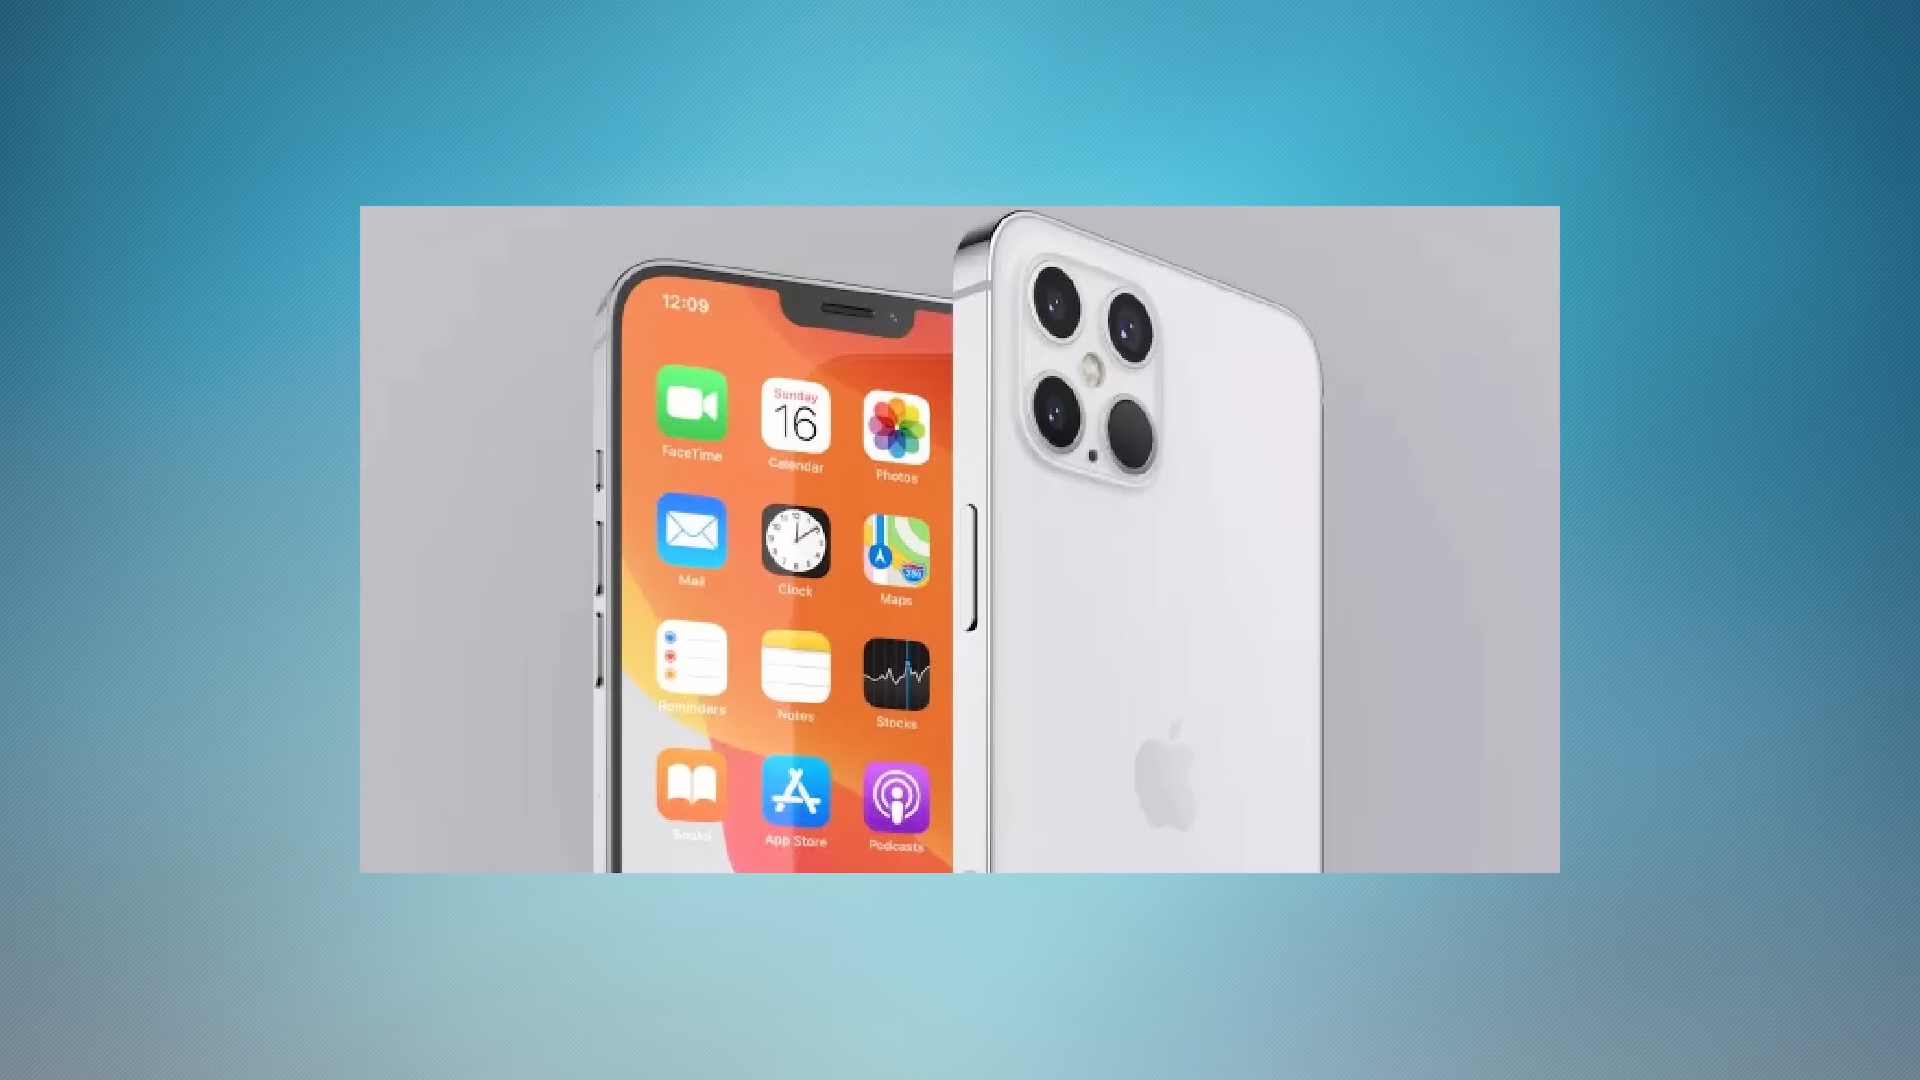 12:09
Sunday
16
FaceTime
Calendar
Photos
Mail
Clock
Maps
Reminders
Notes
Stocks
Books
App Store
Podcasts